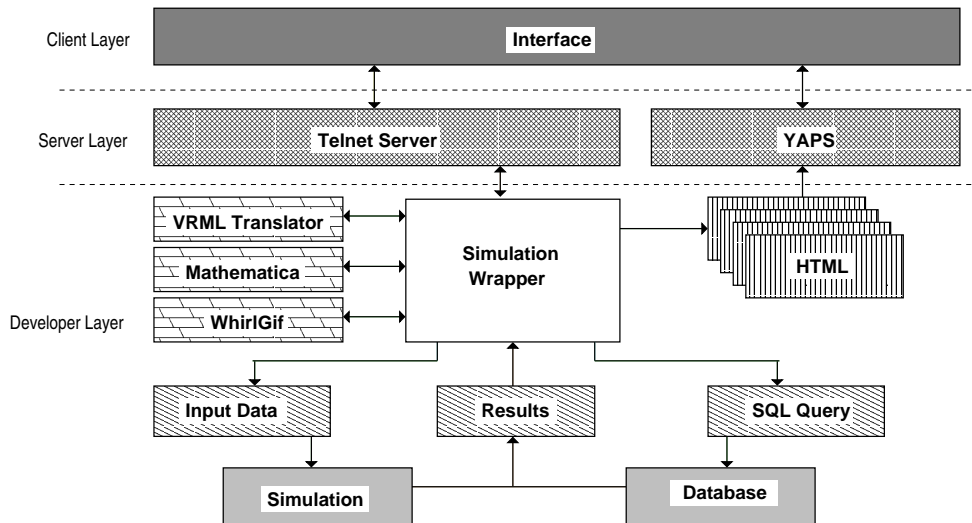 Client Layer
Interface
Server Layer
Telnet Server
YAPS
VRML Translator
Mathematica
WhirlGif
Simulation
Wrapper
HTML
Developer Layer
Input Data
Results
SQL Query
Simulation
Database